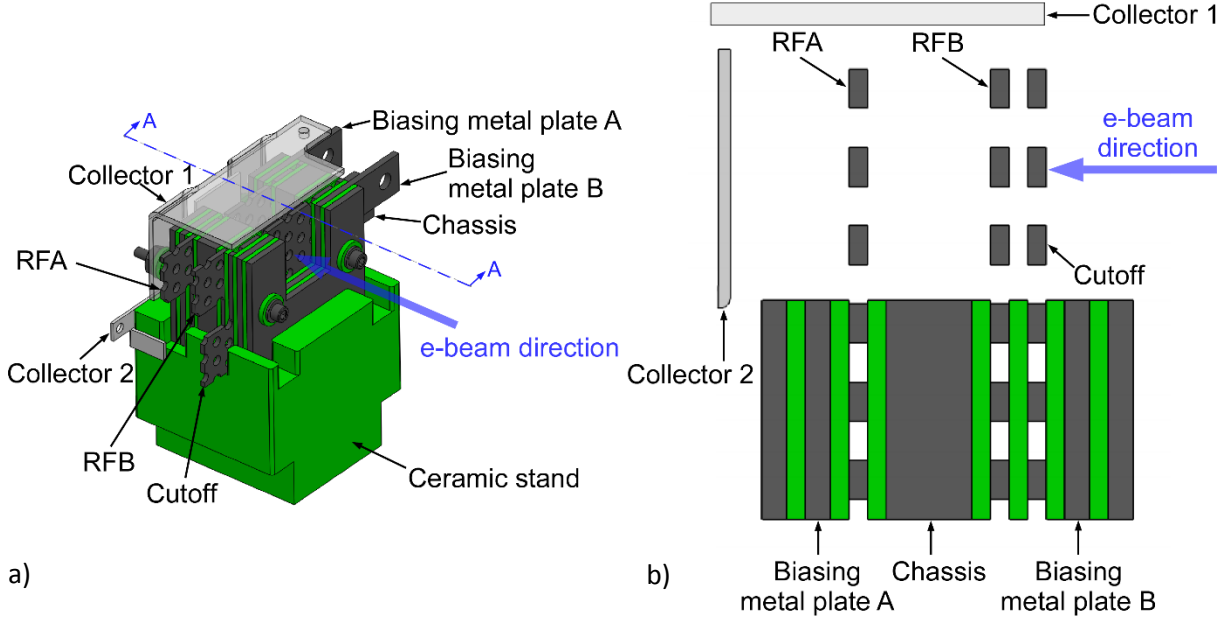 A
Biasing metal plate A
Collector 1
Biasing
metal plate B
Chassis
RFA
A
e-beam direction
Collector 2
RFB
Cutoff
Ceramic stand
a)
Collector 1
RFA
RFB
e-beam
direction
Cutoff
Collector 2
Biasing
metal plate A
Chassis
Biasing
metal plate B
b)